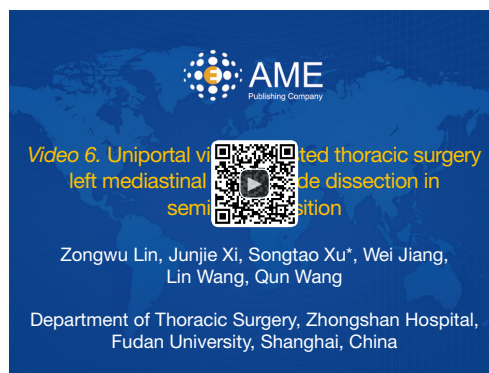 AME
Publishing Company
Video 6. Uniportal vi ted thoracic surgery
left mediastinal de dissection in
semi sition
Zongwu Lin, Junjie Xi, Songtao Xu*, Wei Jiang,
Lin Wang, Qun Wang
Department of Thoracic Surgery, Zhongshan Hospital,
Fudan University, Shanghai, China